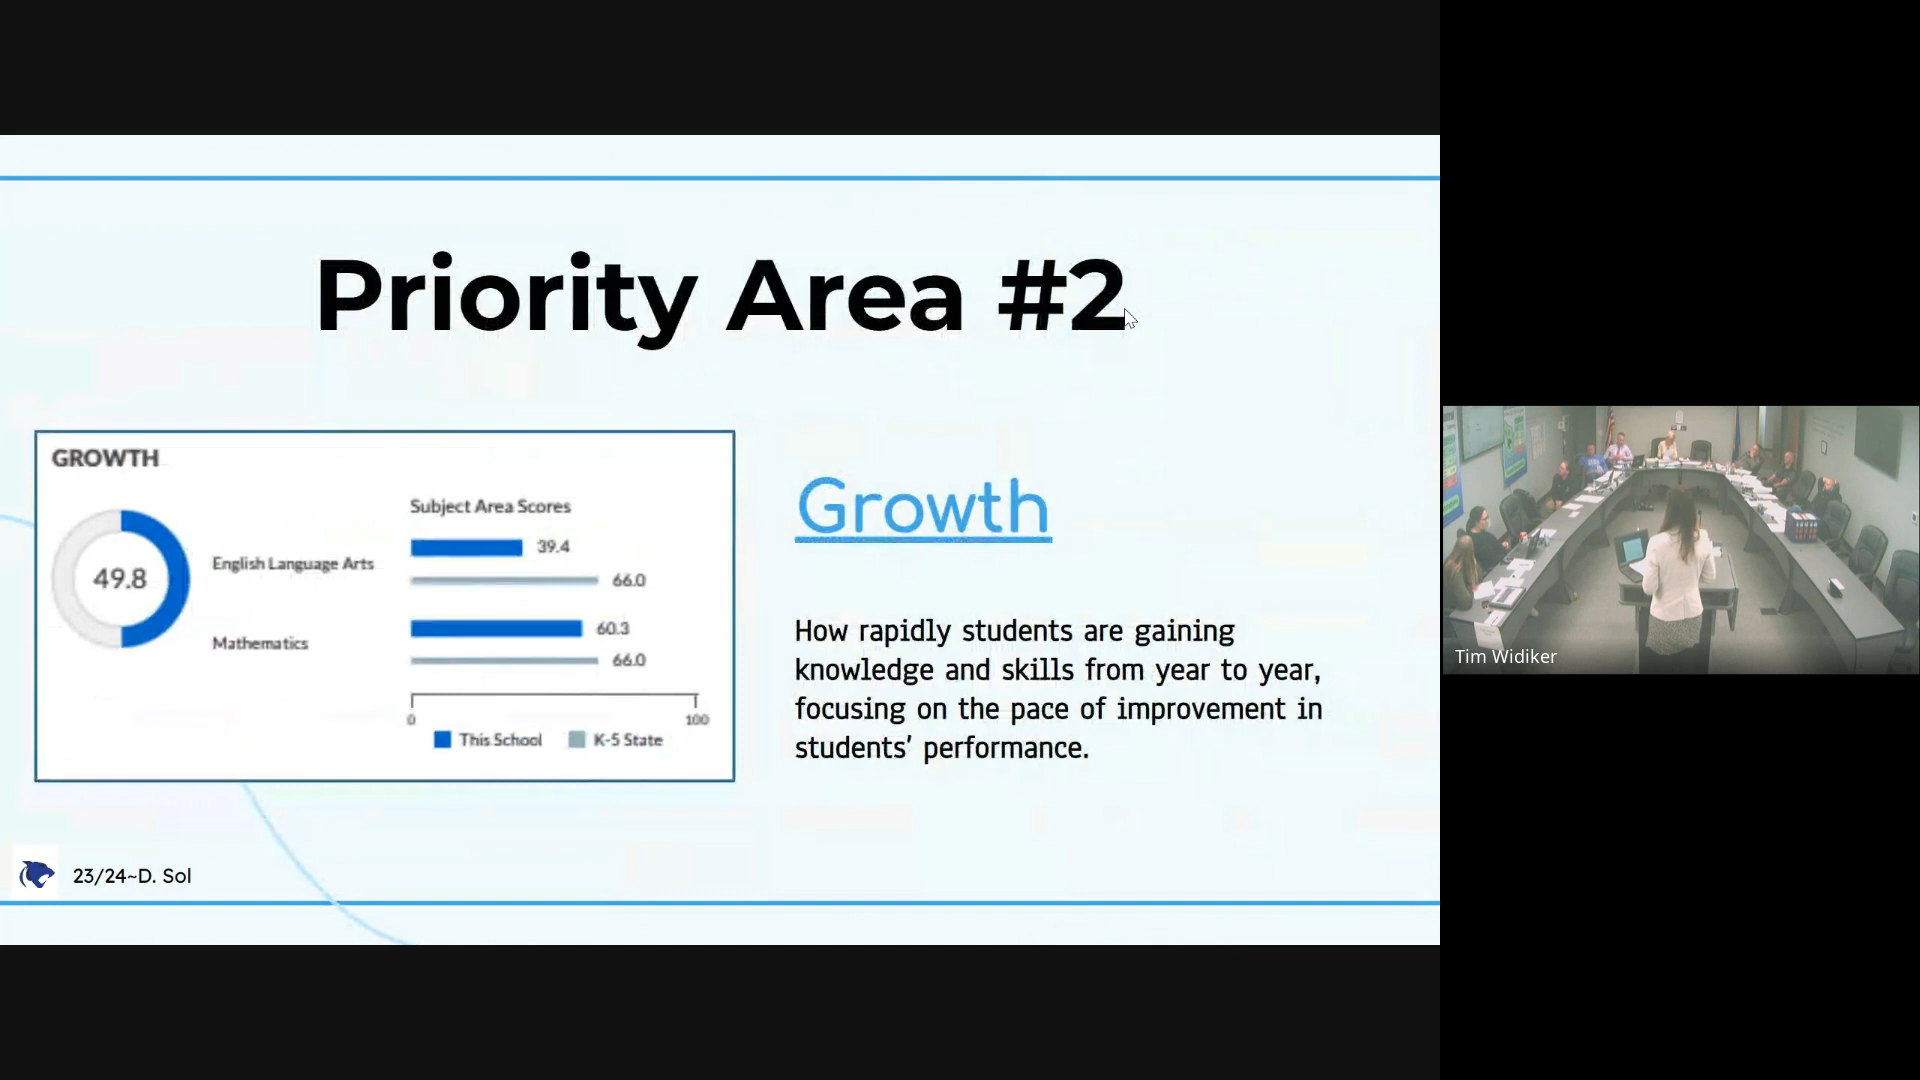 Priority Area #2
GROWTH
49.8
English Language Arts
Mathematics
Subject Area Scores
39.4
66.0
60.3
66.0
0
100
This School
K-5 State
Growth
How rapidly students are gaining
knowledge and skills from year to year,
focusing on the pace of improvement in
students' performance.
23/24~D. Sol
Tim Widiker